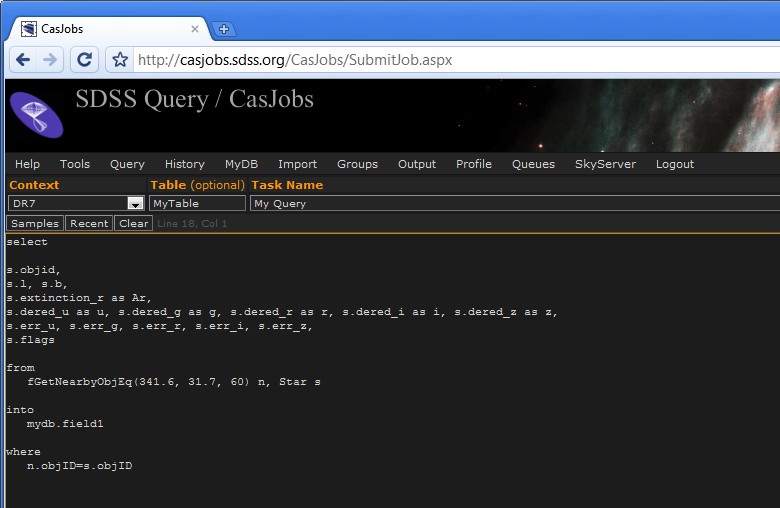 CasJobs
http://casjobs.sdss.org/CasJobs/SubmitJob.aspx
SDSS Query / CasJobs
Help Tools Query History MyDB Import Groups Output Profile Queues SkyServer Logout
Context Table (optional) Task Name
DR7 MyTable My Query
Samples Recent Clear Line 18, Col 1
select
s.objid,
s.l, s.b,
s.extinction_r as Ar,
s.dered_u as u, s.dered_g as g, s.dered_r as r, s.dered_i as i, s.dered_z as z,
s.err_u, s.err_g, s.err_r, s.err_i, s.err_z,
s.flags
from
fGetNearbyObjEq(341.6, 31.7, 60) n, Star s
into
mydb.field1
where
n.objID=s.objID